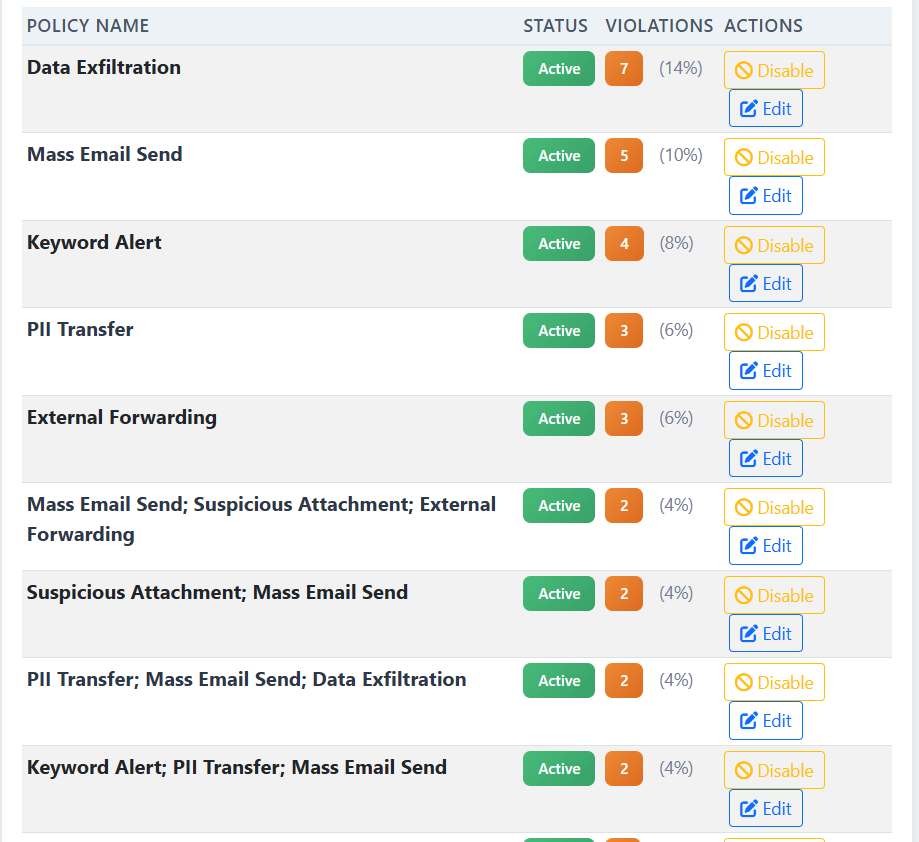 POLICY NAME STATUS VIOLATIONS ACTIONS
Data Exfiltration Active 7 (14%) Disable
Edit
Mass Email Send Active 5 (10%) Disable
Edit
Keyword Alert Active 4 (8%) Disable
Edit
PII Transfer Active 3 (6%) Disable
Edit
External Forwarding Active 3 (6%) Disable
Edit
Mass Email Send; Suspicious Attachment; External Active 2 (4%) Disable
Forwarding Edit
Suspicious Attachment; Mass Email Send Active 2 (4%) Disable
Edit
PII Transfer; Mass Email Send; Data Exfiltration Active 2 (4%) Disable
Edit
Keyword Alert; PII Transfer; Mass Email Send Active 2 (4%) Disable
Edit